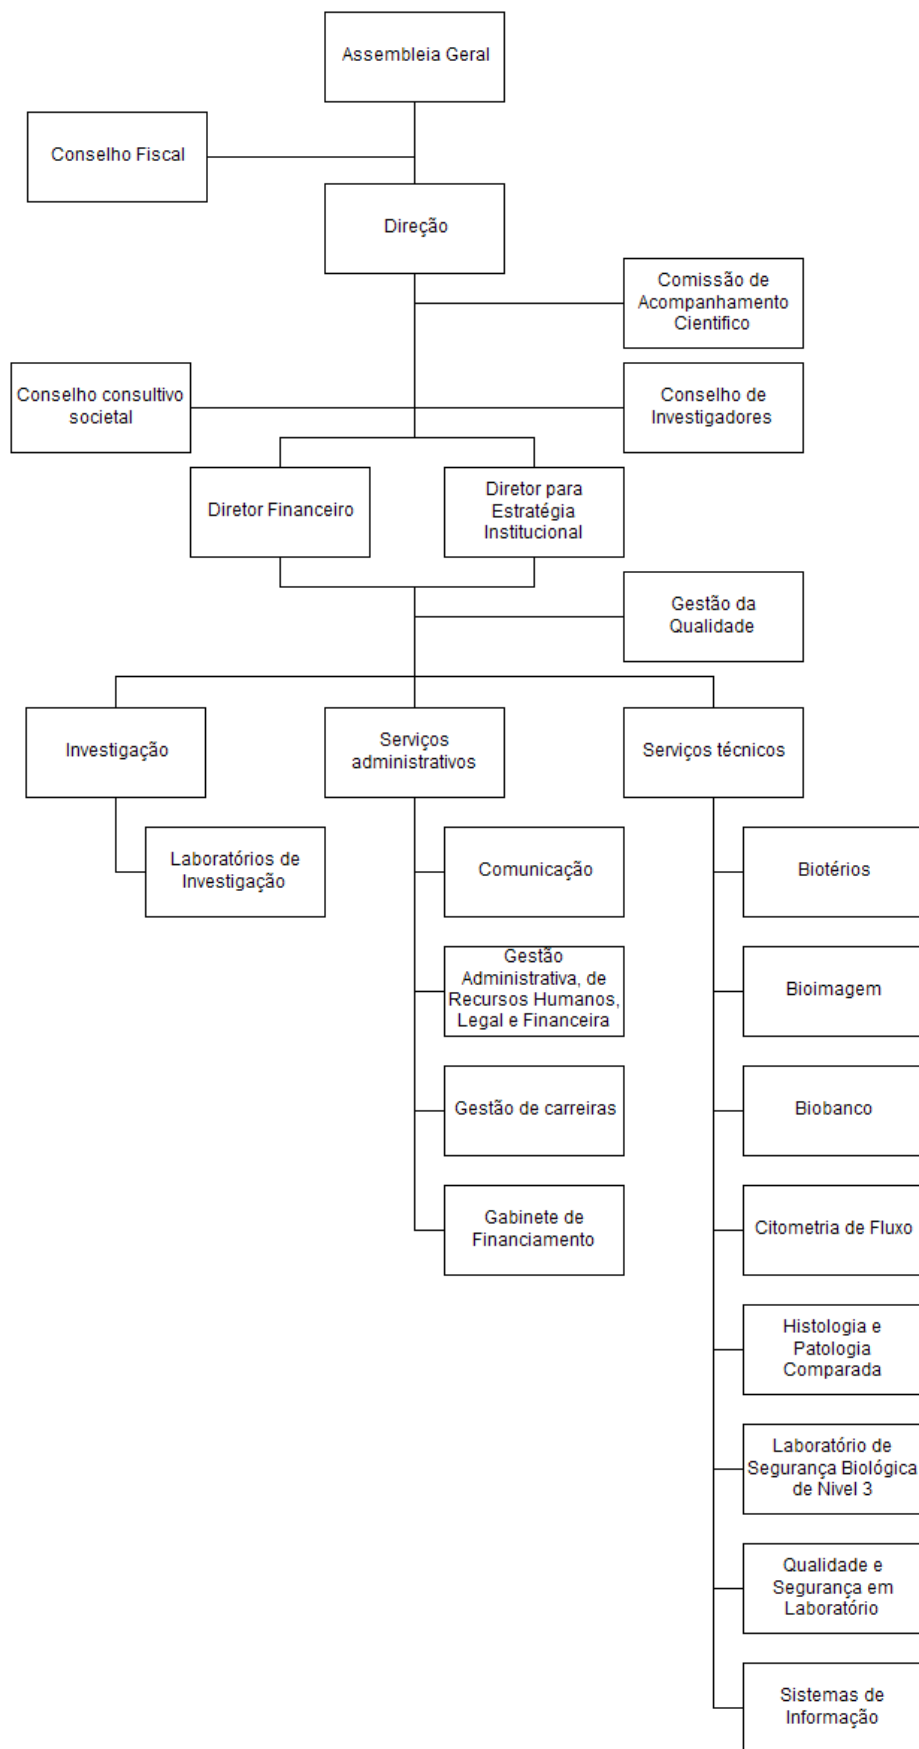 Assembleia Geral
Conselho Fiscal
Direção
Comissão de
Acompanhamento
Cientifico
Conselho consultivo
societal
Conselho de
Investigadores
Diretor Financeiro
Diretor para
Estratégia
Institucional
Gestão da
Qualidade
Investigação
Serviços
administrativos
Serviços técnicos
Laboratórios de
Investigação
Comunicação
Biotérios
Gestão
Administrativa, de
Recursos Humanos,
Legal e Financeira
Bioimagem
Gestão de carreiras
Biobanco
Gabinete de
Financiamento
Citometria de Fluxo
Histologia e
Patologia
Comparada
Laboratório de
Segurança Biológica
de Nivel 3
Qualidade e
Segurança em
Laboratório
Sistemas de
Informação